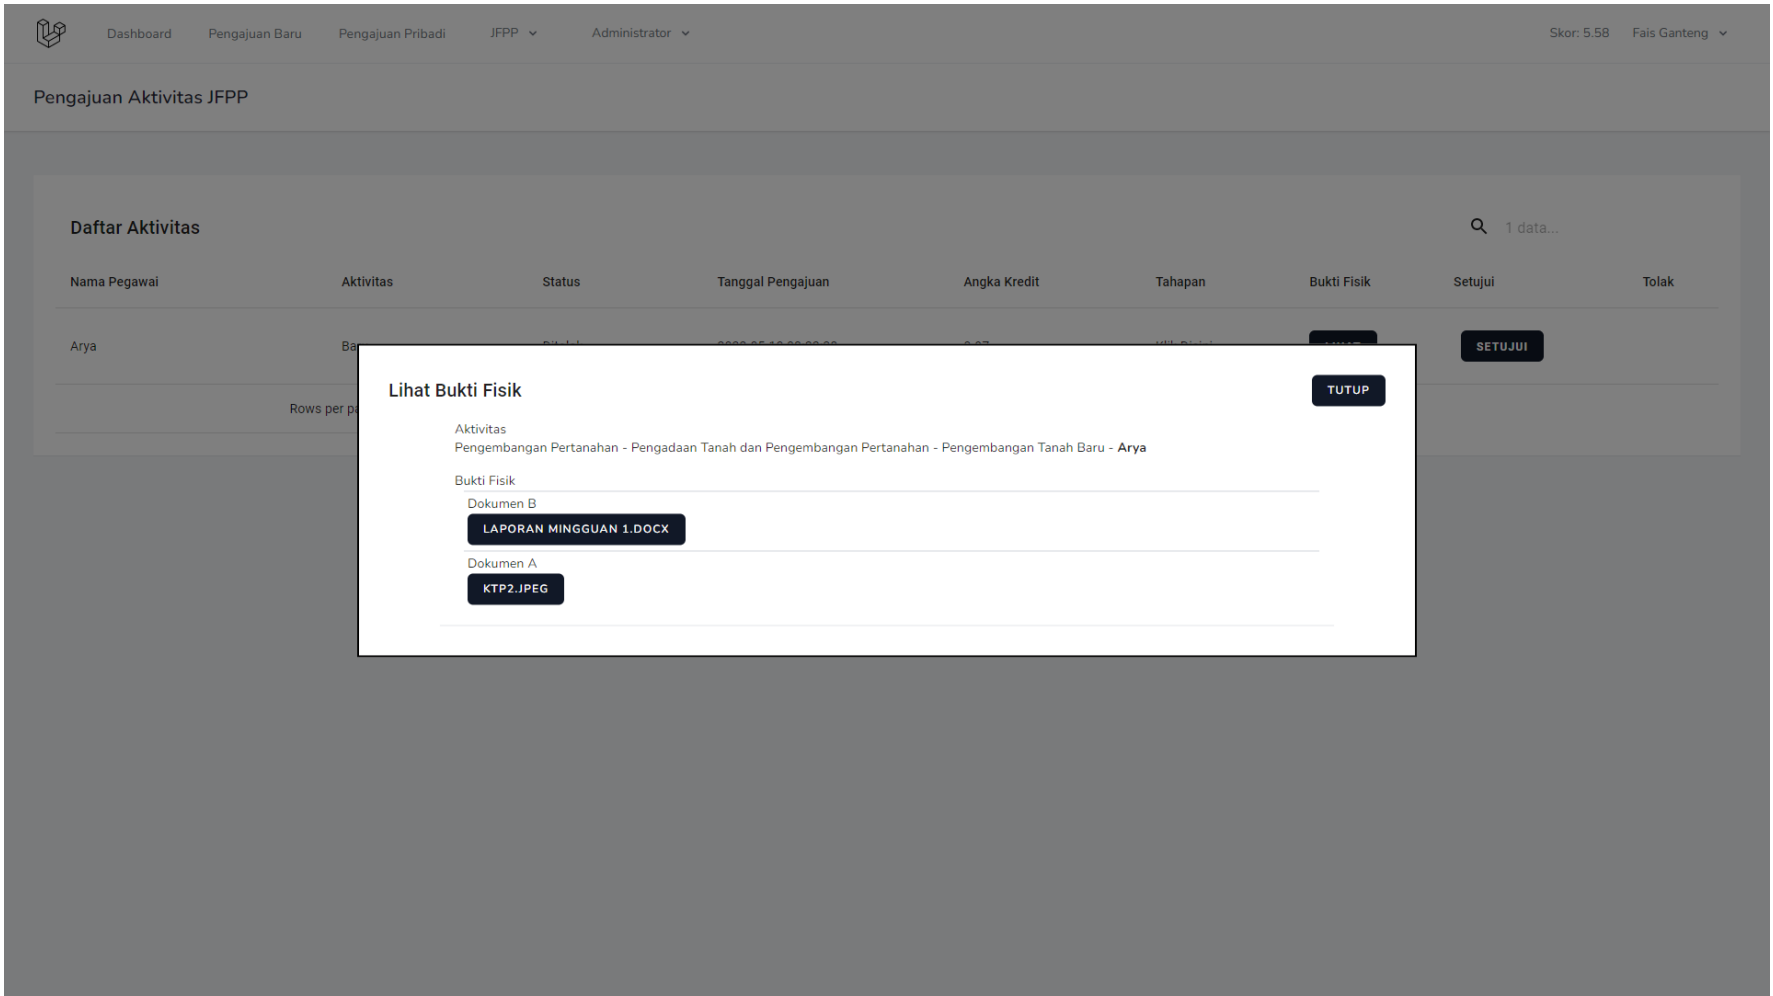 Dashboard Pengajuan Baru Pengajuan Pribadi JFPP Administrator Skor: 5.58 Fais Ganteng
Pengajuan Aktivitas JFPP
Daftar Aktivitas 1 data...
Nama Pegawai Aktivitas Status Tanggal Pengajuan Angka Kredit Tahapan Bukti Fisik Setujui Tolak
Arya SETUJUI
Rows per
Lihat Bukti Fisik TUTUP
Aktivitas
Pengembangan Pertanahan - Pengadaan Tanah dan Pengembangan Pertanahan - Pengembangan Tanah Baru - Arya
Bukti Fisik
Dokumen B
LAPORAN MINGGUAN 1.DOCX
Dokumen A
KTP2.JPEG